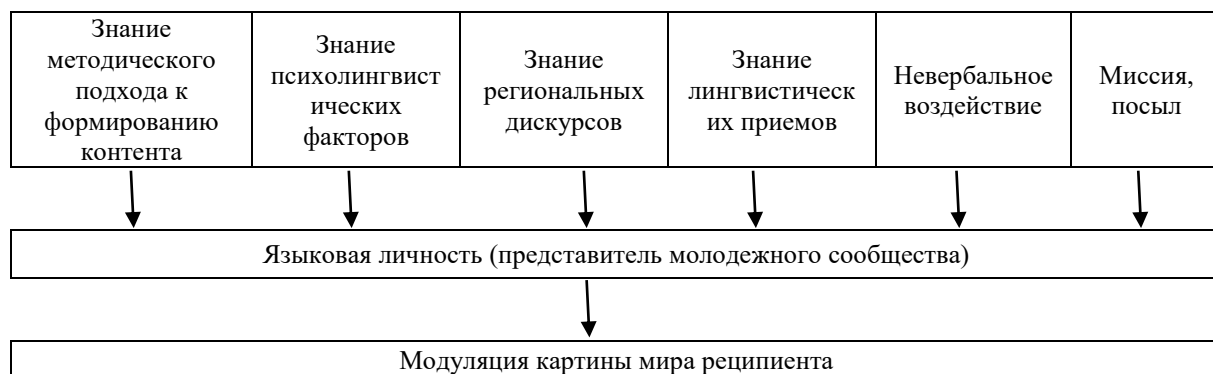 Знание
методического
подхода к
формированию
контента
Знание
психолингвист
ических
факторов
Знание
региональных
дискурсов
Знание
лингвистическ
их приемов
Невербальное
воздействие
Миссия,
посыл
Языковая личность (представитель молодежного сообщества)
Модуляция картины мира реципиента